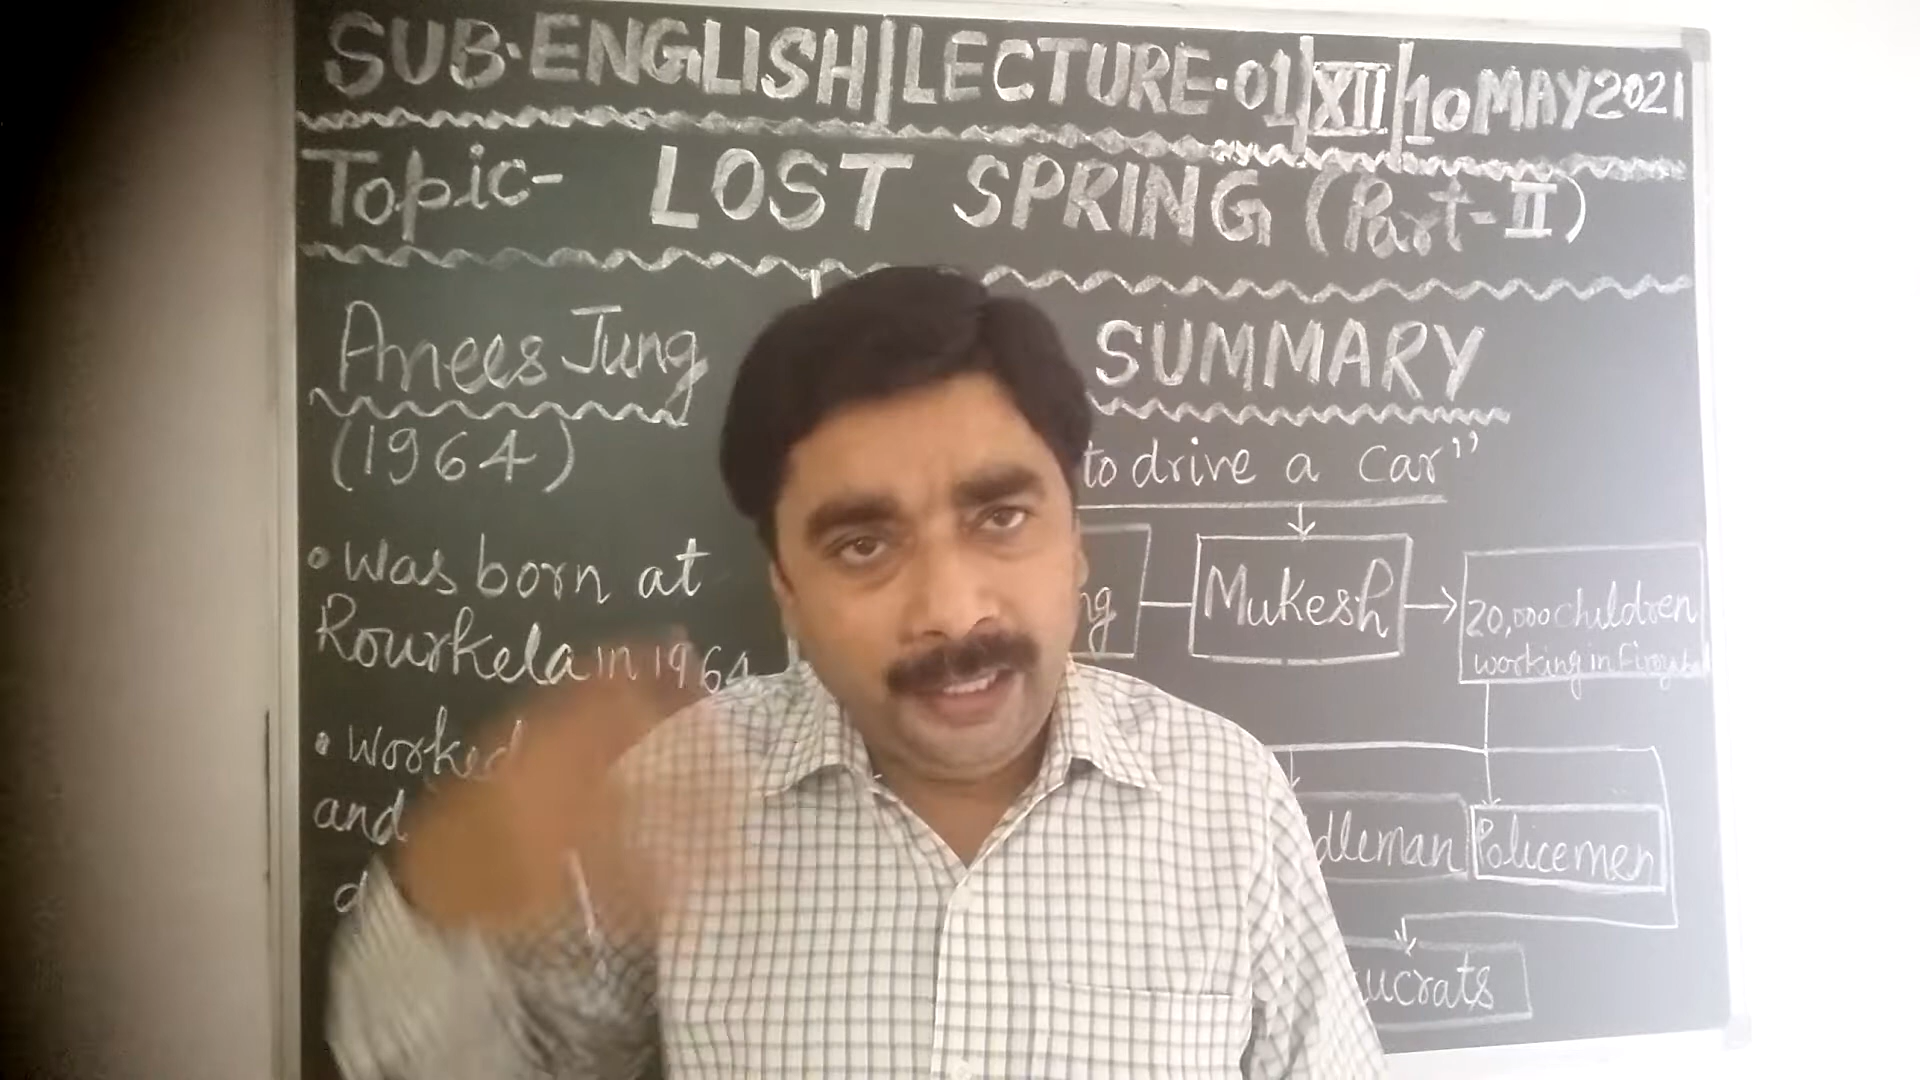 SUB·ENGLISH|LECTURE·01|XII|10MAY2021
Topic- LOST SPRING (Part-II)
Anees Jung
(1964)
• was born at
Rourkela in 1964
• Worked
and
SUMMARY
to drive a car"
Mukesh
20,000 children
working in
Policemen